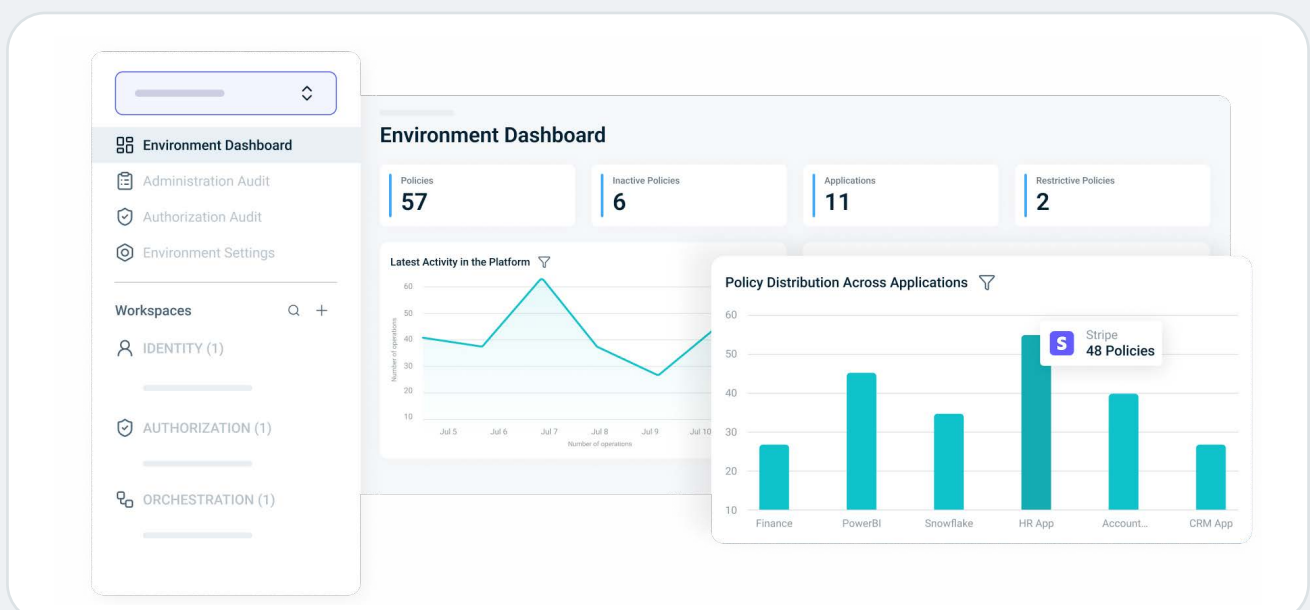 Environment Dashboard
Administration Audit
Authorization Audit
Environment Settings
Workspaces
IDENTITY (1)
AUTHORIZATION (1)
ORCHESTRATION (1)
Environment Dashboard
Policies
57
Inactive Policies
6
Applications
11
Restrictive Policies
2
Latest Activity in the Platform
60
50
40
30
20
10
Number of operations
Jul 5 Jul 6 Jul 7 Jul 8 Jul 9 Jul 10
Number of operations
Policy Distribution Across Applications
60
50
40
30
20
10
S
Stripe
48 Policies
Finance PowerBI Snowflake HR App Account... CRM App